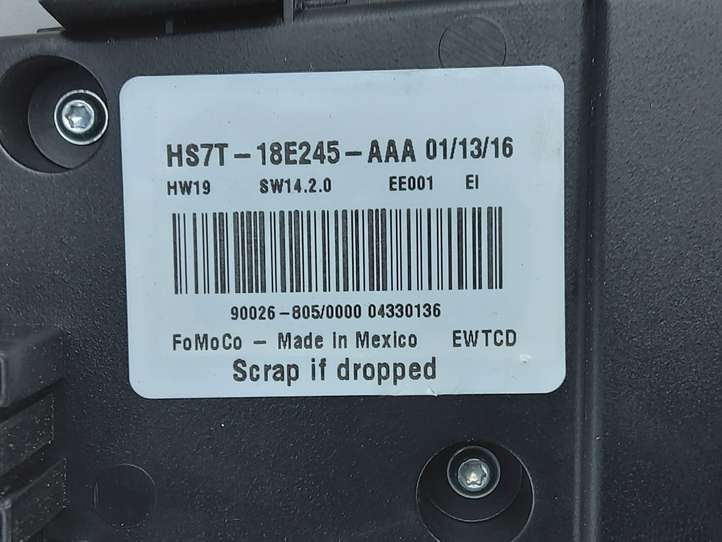 HS7T-18E245-AAA 01/13/16
HW19 SW14.2.0 EE001 EI
90026-805/0000 04330136
FoMoCo - Made in Mexico EWTCD
Scrap if dropped